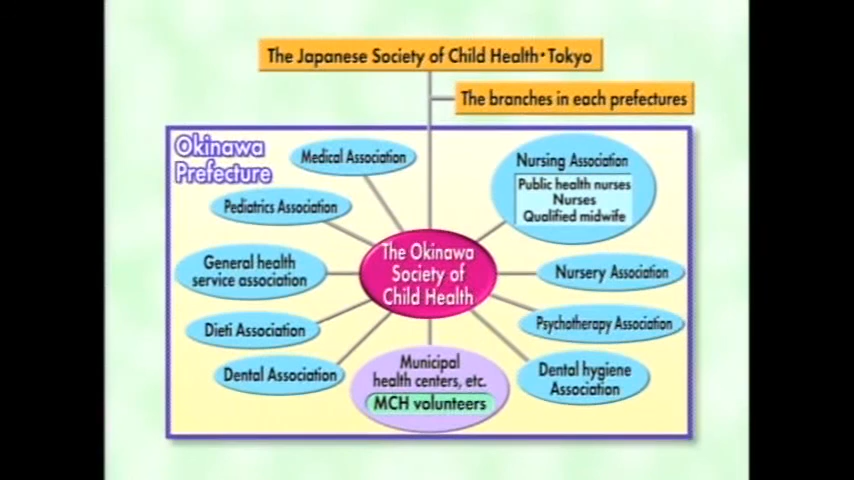 The Japanese Society of Child Health・Tokyo
The branches in each prefectures
Okinawa
Prefecture
Medical Association
Nursing Association
Public health nurses
Nurses
Qualified midwife
Pediatrics Association
The Okinawa
Society of
Child Health
General health
service association
Nursery Association
Dieti Association
Psychotherapy Association
Dental Association
Municipal
health centers, etc.
MCH volunteers
Dental hygiene
Association